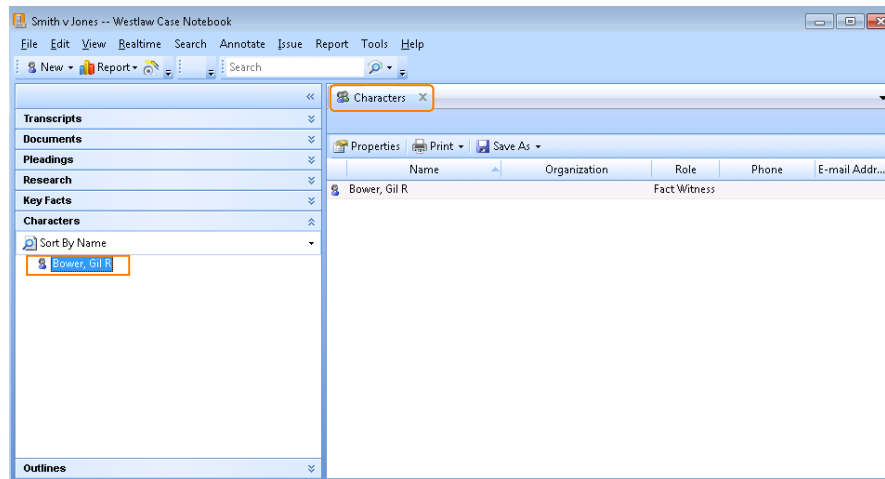 Smith v Jones -- Westlaw Case Notebook
File Edit View Realtime Search Annotate Issue Report Tools Help
New Report Search
Characters
Transcripts
Documents
Properties Print Save As
Pleadings
Name Organization Role Phone E-mail Addr...
Research
Bower, Gil R Fact Witness
Key Facts
Characters
Sort By Name
Bower, Gil R
Outlines